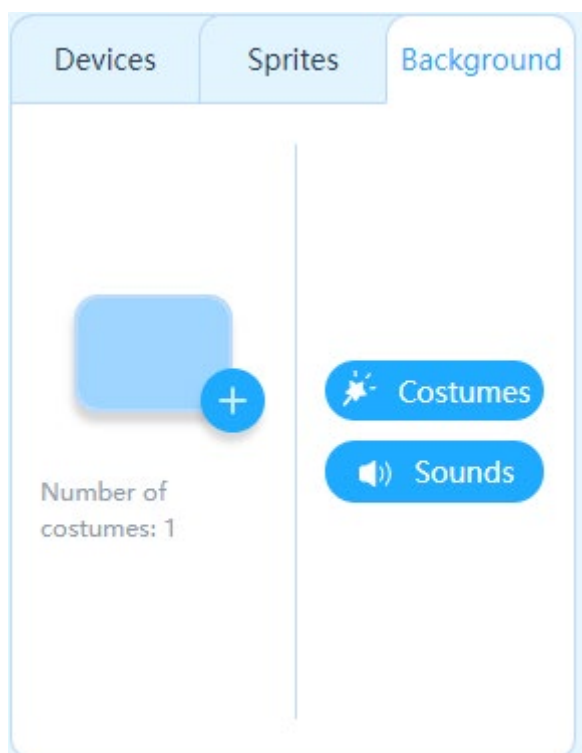 Devices
Sprites
Background
Costumes
Sounds
Number of
costumes: 1